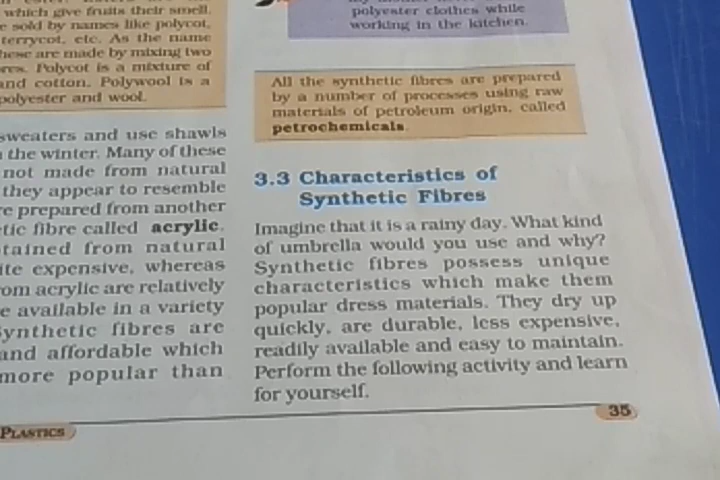 which give fruits their smell.
sold by names like polycot,
terrycot, etc. As the name
these are made by mixing two
Polycot is a mixture of
and cotton. Polywool is a
polyester and wool.
sweaters and use shawls
the winter. Many of these
not made from natural
they appear to resemble
prepared from another
tic fibre called acrylic.
tained from natural
ite expensive, whereas
om acrylic are relatively
available in a variety
Synthetic fibres are
and affordable which
more popular than
PLASTICS
polyester clothes while
working in the kitchen.
All the synthetic fibres are prepared
by a number of processes using raw
materials of petroleum origin, called
petrochemicals.
3.3 Characteristics of
Synthetic Fibres
Imagine that it is a rainy day. What kind
of umbrella would you use and why?
Synthetic fibres possess unique
characteristics which make them
popular dress materials. They dry up
quickly, are durable, less expensive,
readily available and easy to maintain.
Perform the following activity and learn
for yourself.
35